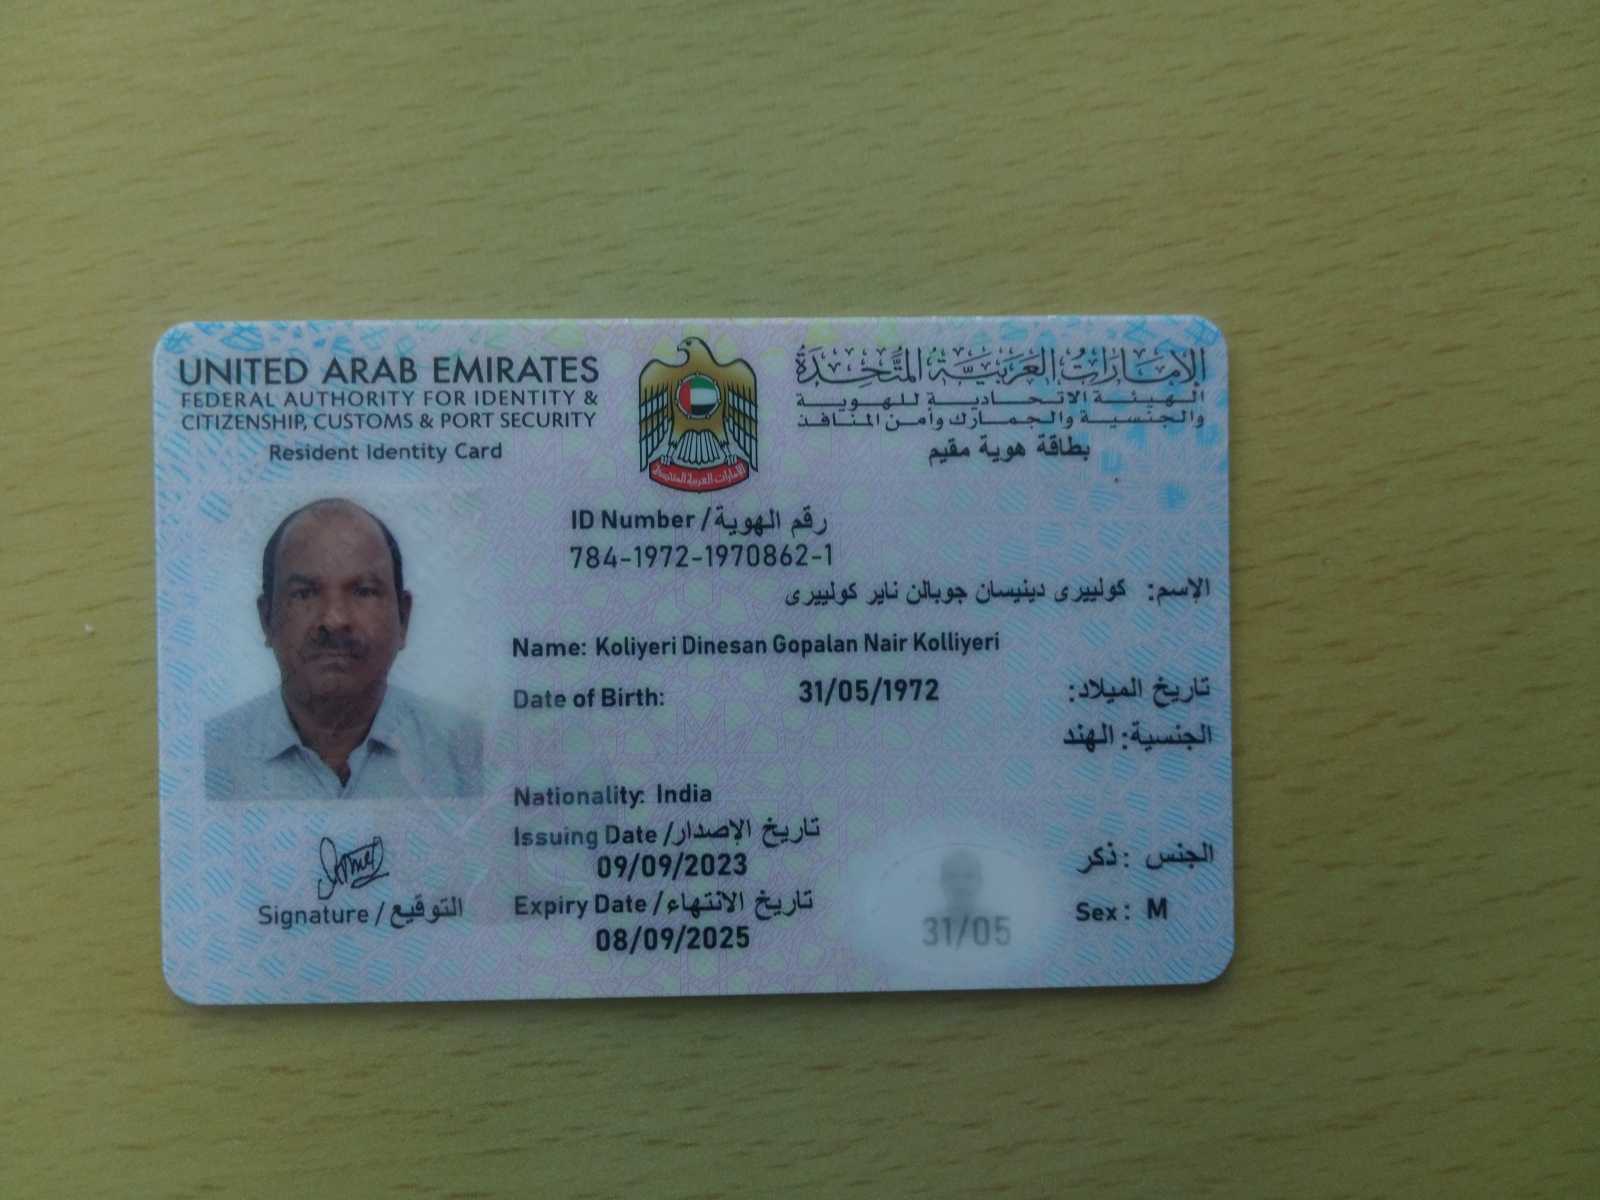 UNITED ARAB EMIRATES
FEDERAL AUTHORITY FOR IDENTITY &
CITIZENSHIP, CUSTOMS & PORT SECURITY
Resident Identity Card
الإمارات العربية المتحدة
الهيئة الاتحادية للهوية
والجنسية والجمارك وأمن المنافذ
بطاقة هوية مقيم
الإمارات العربية المتحدة
ID Number / رقم الهوية
784-1972-1970862-1
الإسم: كولييرى دينيسان جوبالن ناير كولييرى
Name: Koliyeri Dinesan Gopalan Nair Kolliyeri
Date of Birth: 31/05/1972 تاريخ الميلاد:
الجنسية: الهند
Nationality: India
Issuing Date / تاريخ الإصدار
09/09/2023
Expiry Date / تاريخ الانتهاء
08/09/2025
الجنس : ذكر
Sex : M
31/05
Signature / التوقيع